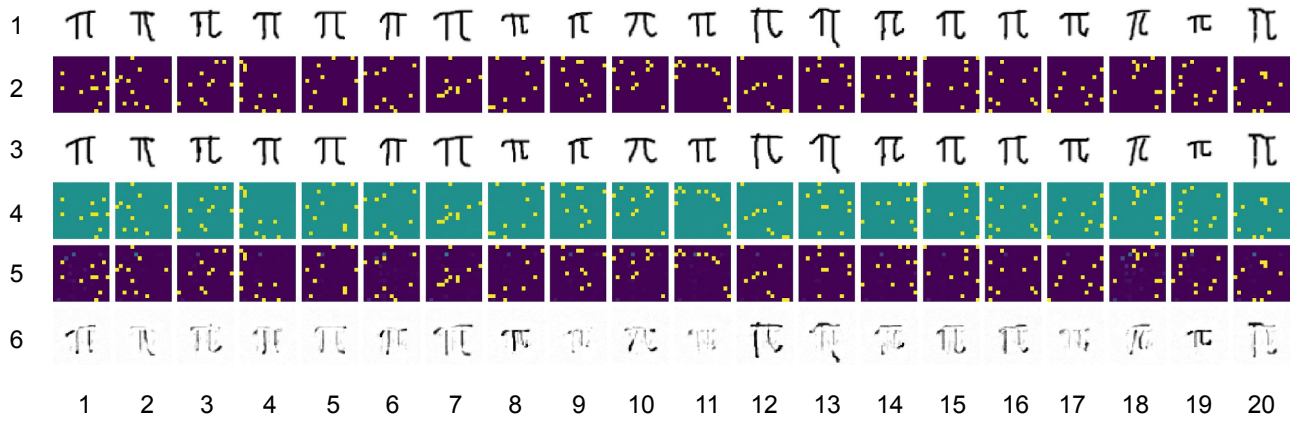 1 π π π π π π π π π π π π π π π π π π π π
2
3 π π π π π π π π π π π π π π π π π π π π
4
5
6 π π π π π π π π π π π π π π π π π π π π
1 2 3 4 5 6 7 8 9 10 11 12 13 14 15 16 17 18 19 20